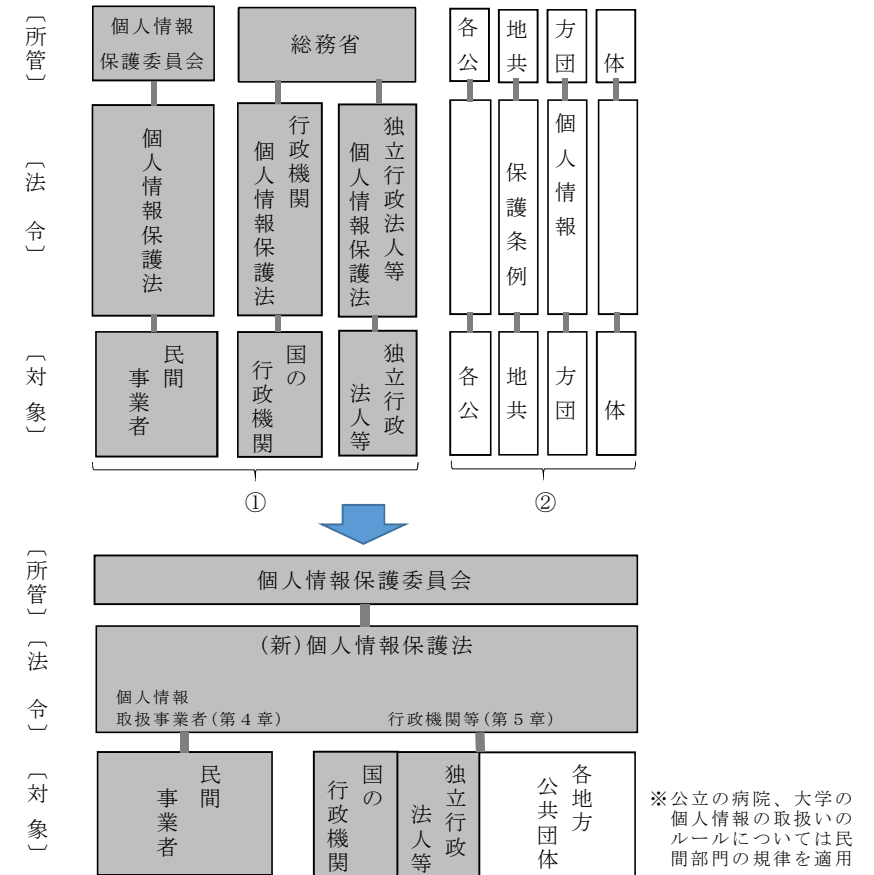 〔所管〕
個人情報
保護委員会
総務省
各公
地共
方団
体
〔法令〕
個人情報保護法
行政機関
個人情報保護法
独立行政法人等
個人情報保護法
保護条例
個人情報
〔対象〕
民間
事業者
国の
行政機関
独立行政
法人等
各公
地共
方団
体
①
②
〔所管〕
個人情報保護委員会
〔法令〕
(新)個人情報保護法
個人情報
取扱事業者(第4章)
行政機関等(第5章)
〔対象〕
民間
事業者
国の
行政機関
独立行政
法人等
各地方
公共団体
※公立の病院、大学の
個人情報の取扱いの
ルールについては民
間部門の規律を適用